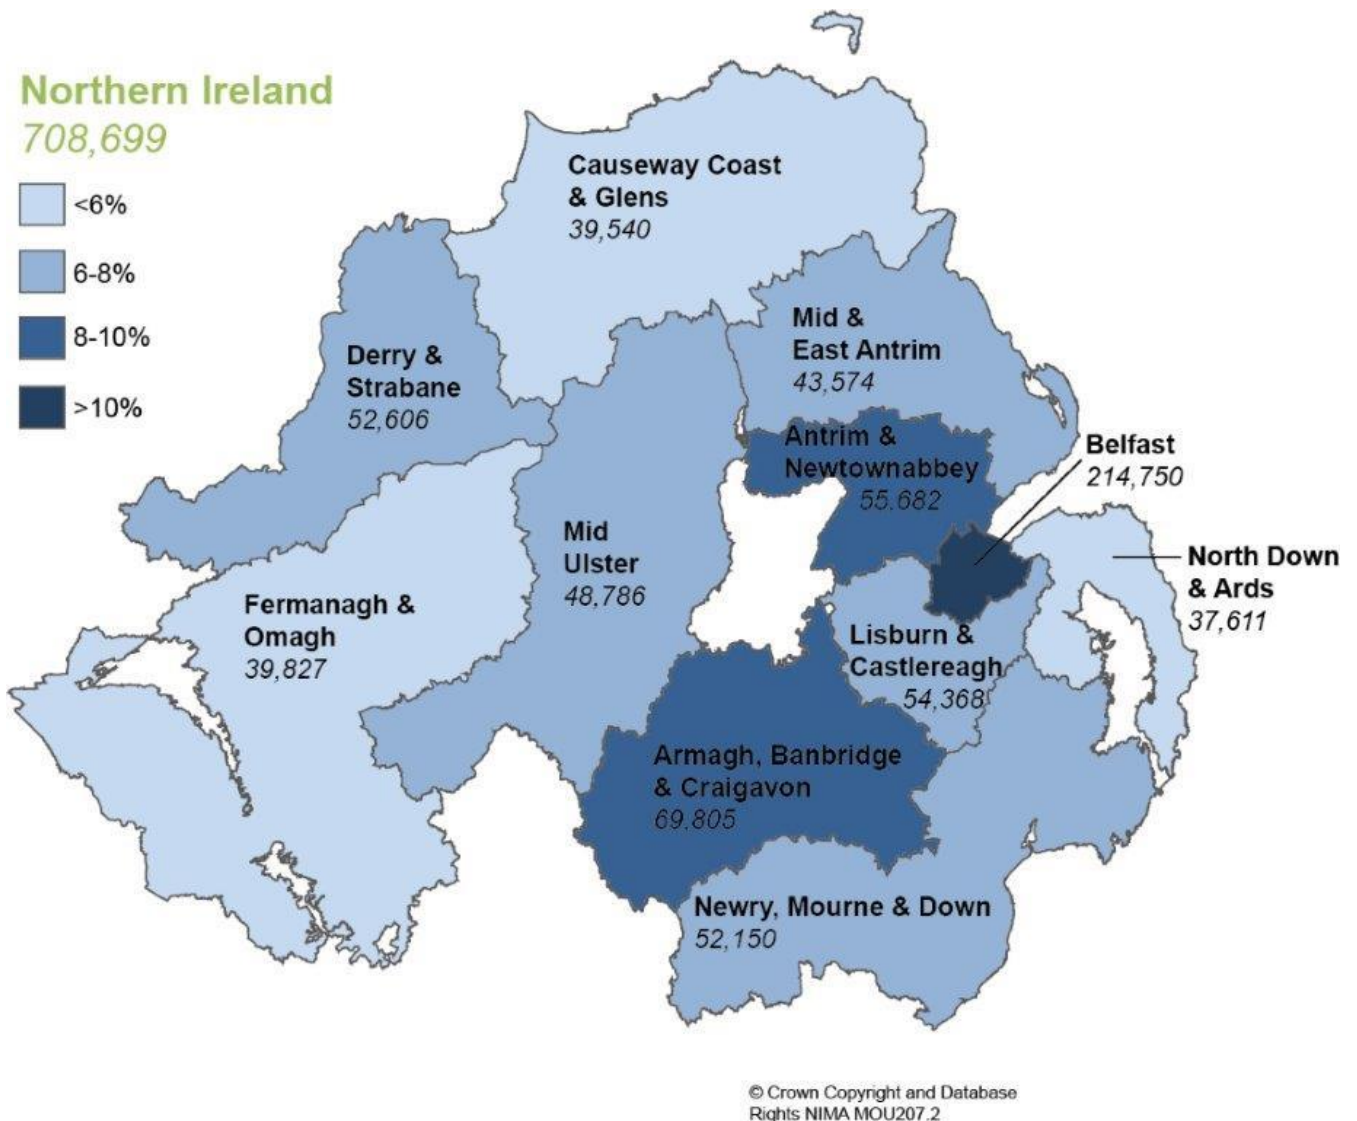 Northern Ireland
708,699
<6%
6-8%
8-10%
>10%
Causeway Coast
& Glens
39,540
Derry &
Strabane
52,606
Mid &
East Antrim
43,574
Antrim &
Newtownabbey
55,682
Belfast
214,750
North Down
& Ards
37,611
Mid
Ulster
48,786
Fermanagh &
Omagh
39,827
Lisburn &
Castlereagh
54,368
Armagh, Banbridge
& Craigavon
69,805
Newry, Mourne & Down
52,150
© Crown Copyright and Database
Rights NIMA MOU207.2